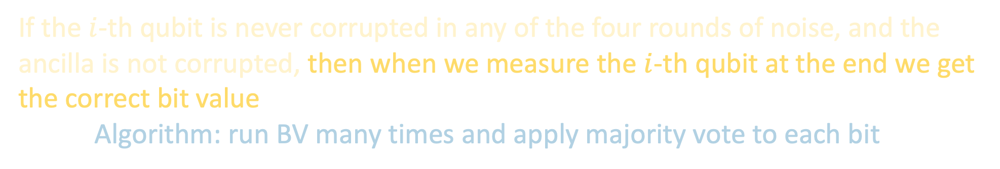 If the i-th qubit is never corrupted in any of the four rounds of noise, and the
ancilla is not corrupted, then when we measure the i-th qubit at the end we get
the correct bit value
Algorithm: run BV many times and apply majority vote to each bit